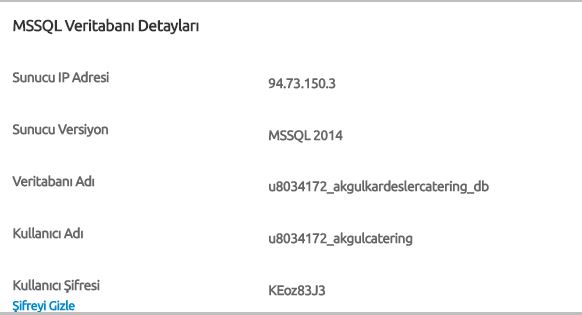 MSSQL Veritabanı Detayları
Sunucu IP Adresi
94.73.150.3
Sunucu Versiyon
MSSQL 2014
Veritabanı Adı
u8034172_akgulkardeslercatering_db
Kullanıcı Adı
u8034172_akgulcatering
Kullanıcı Şifresi
KEoz83J3
Şifreyi Gizle